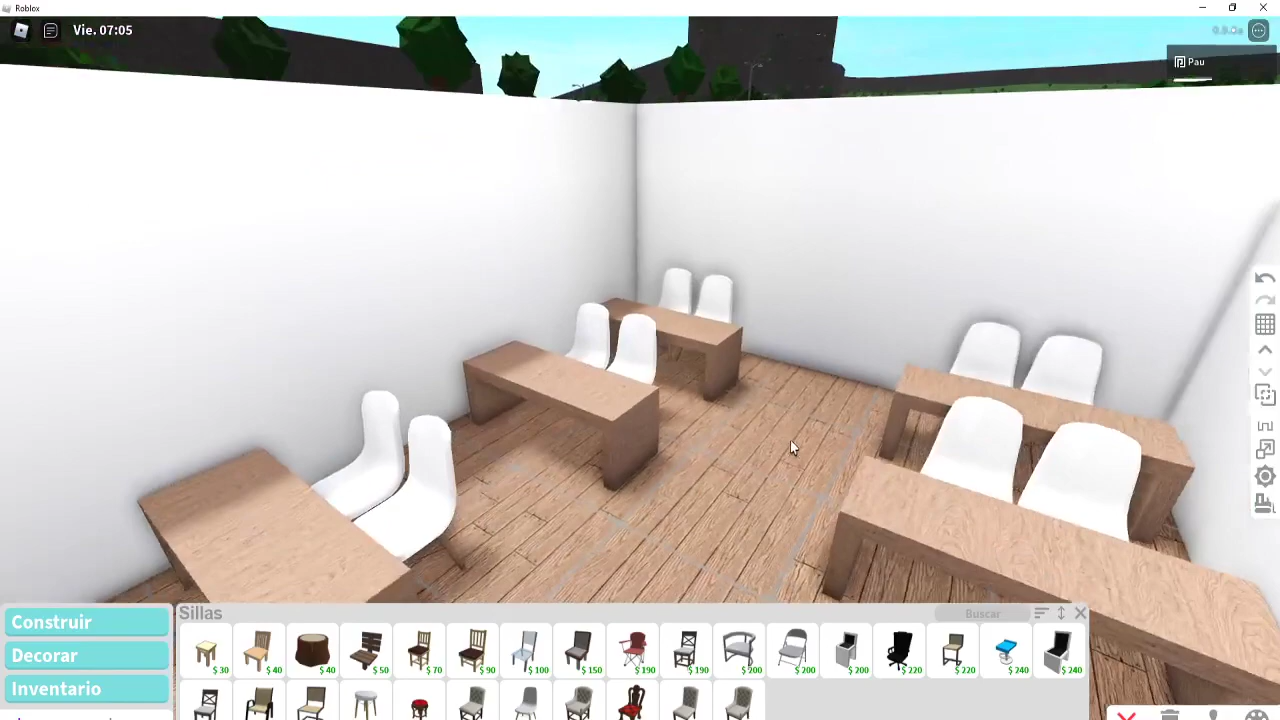 Roblox
Vie. 07:05
Pau
Construir
Decorar
Inventario
Sillas
Buscar
$30 $40 $40 $50 $70 $90 $100 $150 $190 $190 $200 $200 $200 $220 $220 $240 $240